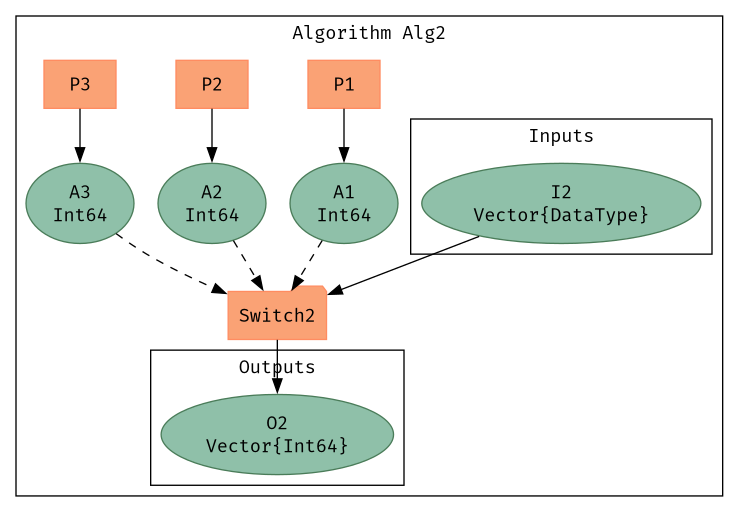 Algorithm Alg2
P3
P2
P1
Inputs
A3
Int64
A2
Int64
A1
Int64
I2
Vector{DataType}
Switch2
Outputs
O2
Vector{Int64}